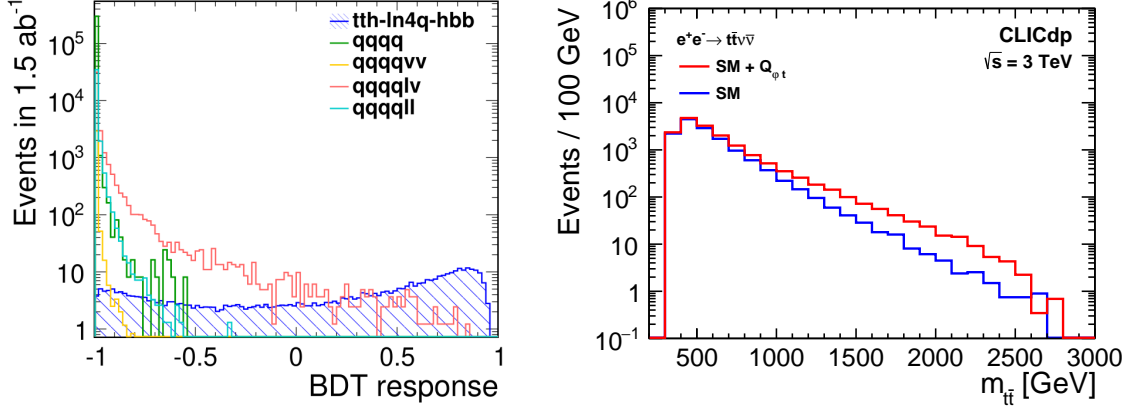 Events in 1.5 ab⁻¹
tth-ln4q-hbb
qqqq
qqqqvv
qqqqlv
qqqqll
10⁵
10⁴
10³
10²
10
1
-1 -0.5 0 0.5 1
BDT response
Events / 100 GeV
10⁶
10⁵
10⁴
10³
10²
10
1
10⁻¹
e⁺e⁻→ tt̄νν̄
CLICdp
√s = 3 TeV
SM + Q_φt
SM
500 1000 1500 2000 2500 3000
m_tt̄ [GeV]